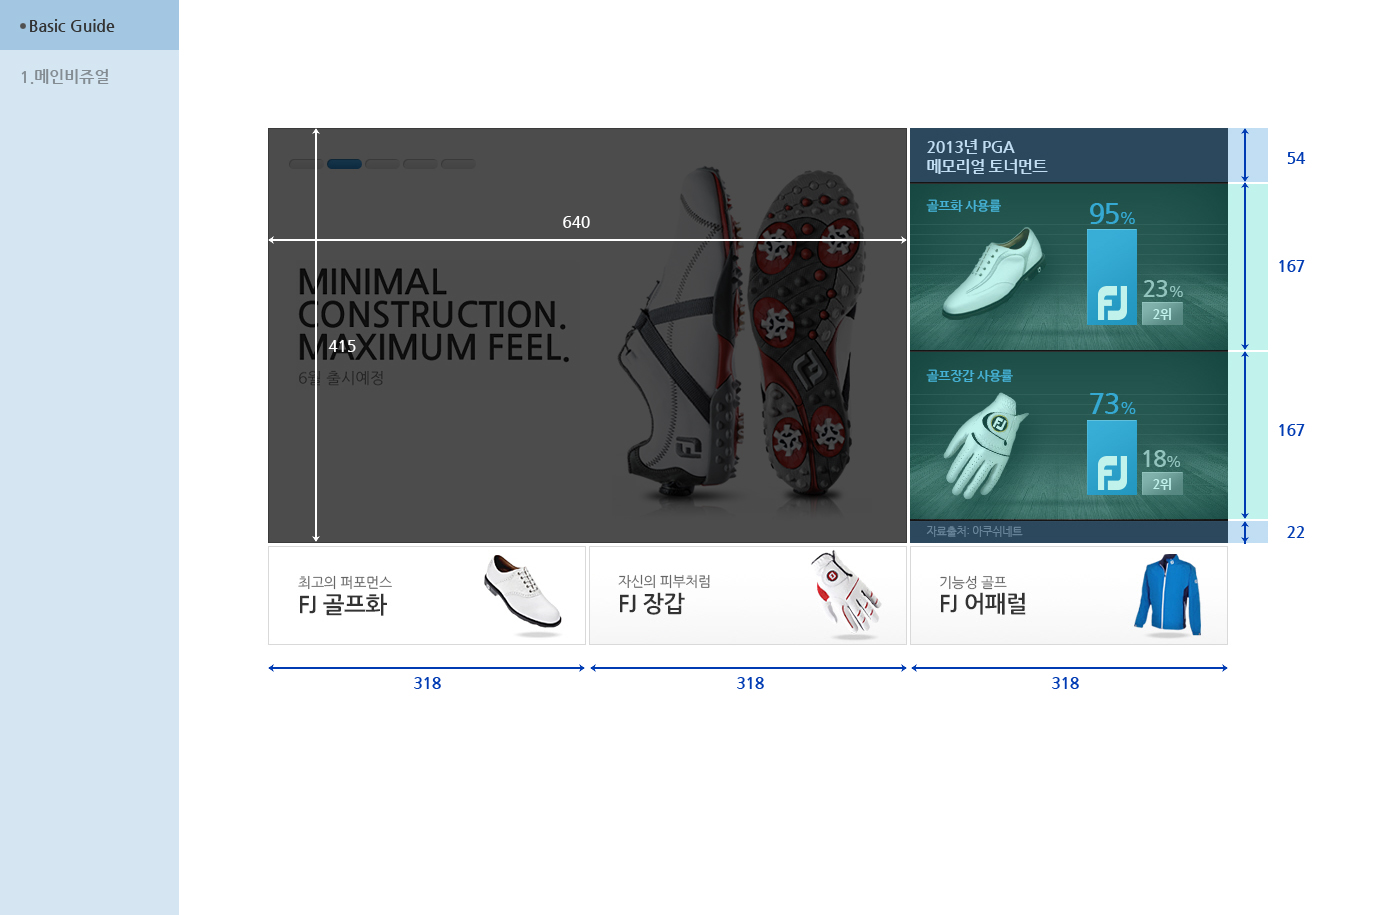 Basic Guide
1.메인비쥬얼
640
MINIMAL
CONSTRUCTION.
MAXIMUM FEEL.
415
6월 출시예정
2013년 PGA
메모리얼 토너먼트
54
골프화 사용률
95%
23%
FJ
2위
167
골프장갑 사용률
73%
18%
FJ
2위
167
자료출처: 아쿠쉬네트
22
최고의 퍼포먼스
FJ 골프화
자신의 피부처럼
FJ 장갑
기능성 골프
FJ 어패럴
318
318
318